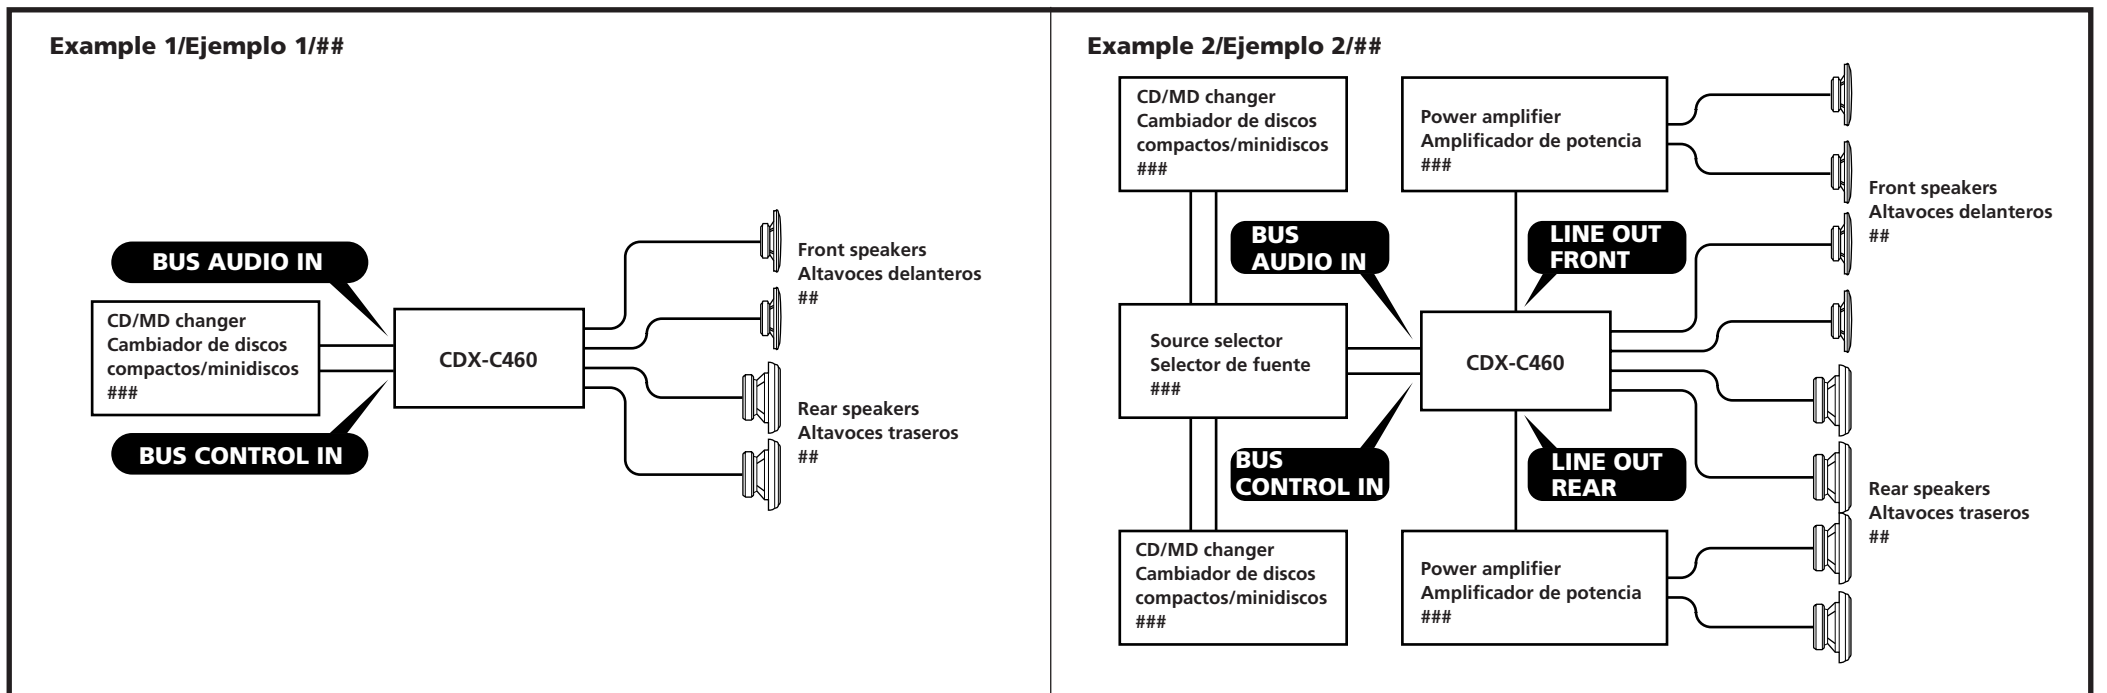 Example 1/Ejemplo 1/##
BUS AUDIO IN
CD/MD changer
Cambiador de discos
compactos/minidiscos
###
BUS CONTROL IN
CDX-C460
Front speakers
Altavoces delanteros
##
Rear speakers
Altavoces traseros
##
Example 2/Ejemplo 2/##
CD/MD changer
Cambiador de discos
compactos/minidiscos
###
Power amplifier
Amplificador de potencia
###
Front speakers
Altavoces delanteros
##
BUS
AUDIO IN
LINE OUT
FRONT
Source selector
Selector de fuente
###
CDX-C460
BUS
CONTROL IN
LINE OUT
REAR
Rear speakers
Altavoces traseros
##
CD/MD changer
Cambiador de discos
compactos/minidiscos
###
Power amplifier
Amplificador de potencia
###